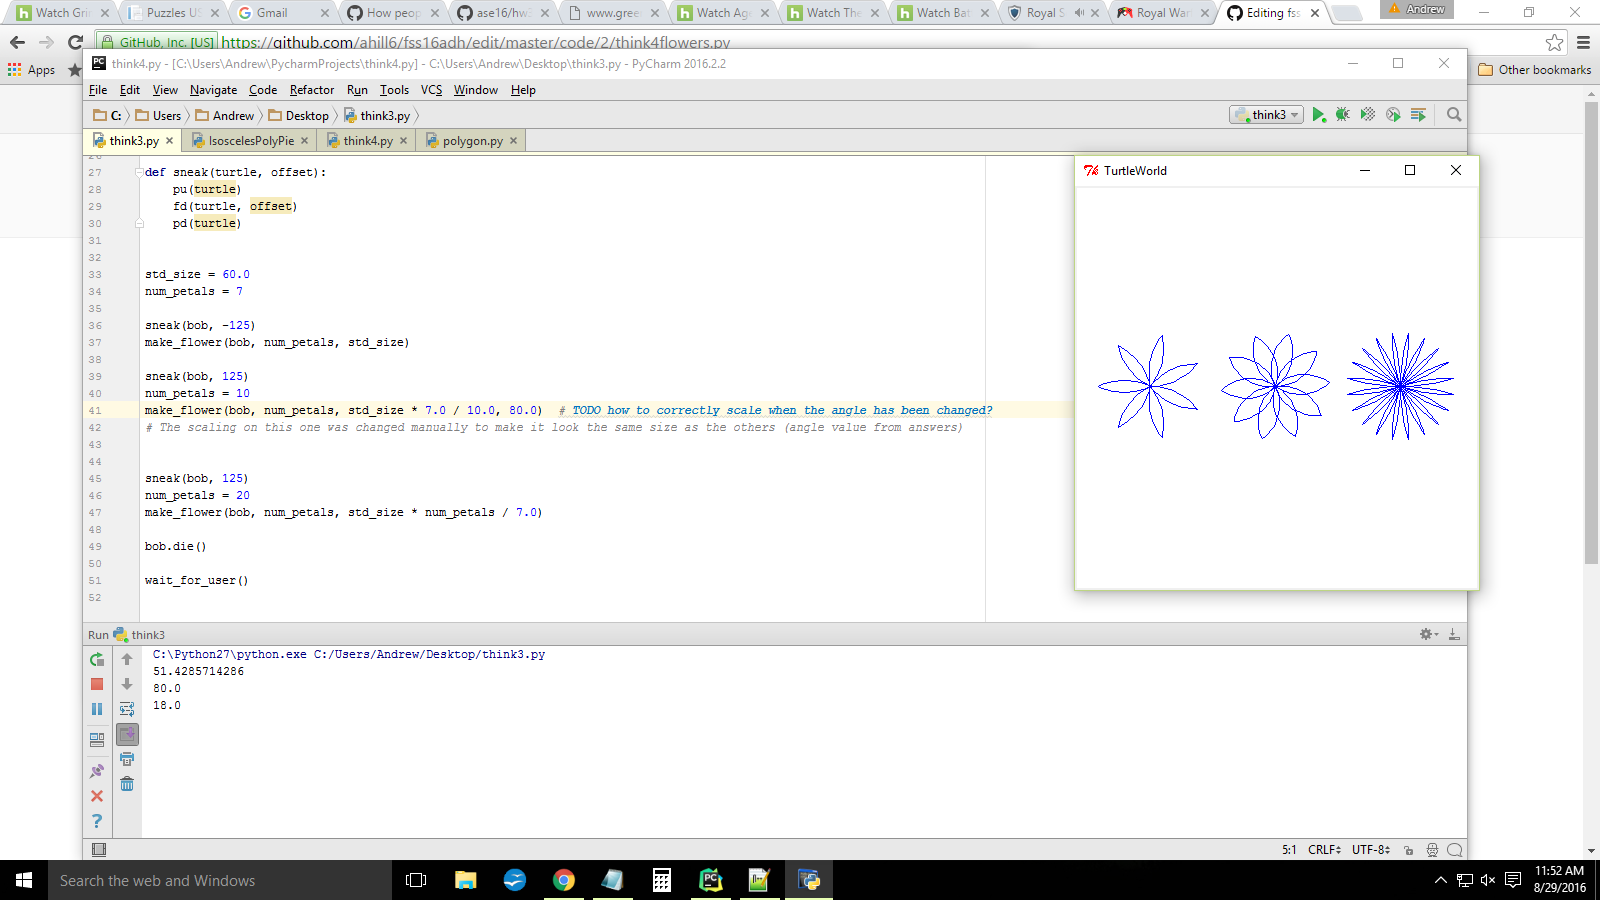 Watch Grin
Puzzles US
Gmail
How peop
ase16/hw3
www.gree
Watch Age
Watch The
Watch Bat
Royal S
Royal War
Editing fss
Andrew
GitHub, Inc. [US]
https://github.com/ahill6/fss16adh/edit/master/code/2/think4flowers.py
Apps
Other bookmarks
think4.py - [C:\Users\Andrew\PycharmProjects\think4.py] - C:\Users\Andrew\Desktop\think3.py - PyCharm 2016.2.2
File Edit View Navigate Code Refactor Run Tools VCS Window Help
C: Users Andrew Desktop think3.py
think3
think3.py IsoscelesPolyPie think4.py polygon.py
26
27 def sneak(turtle, offset):
28 pu(turtle)
29 fd(turtle, offset)
30 pd(turtle)
31
32
33 std_size = 60.0
34 num_petals = 7
35
36 sneak(bob, -125)
37 make_flower(bob, num_petals, std_size)
38
39 sneak(bob, 125)
40 num_petals = 10
41 make_flower(bob, num_petals, std_size * 7.0 / 10.0, 80.0) # TODO how to correctly scale when the angle has been changed?
42 # The scaling on this one was changed manually to make it look the same size as the others (angle value from answers)
43
44
45 sneak(bob, 125)
46 num_petals = 20
47 make_flower(bob, num_petals, std_size * num_petals / 7.0)
48
49 bob.die()
50
51 wait_for_user()
52
TurtleWorld
Run think3
C:\Python27\python.exe C:/Users/Andrew/Desktop/think3.py
51.4285714286
80.0
18.0
5:1 CRLF UTF-8
Search the web and Windows
11:52 AM
8/29/2016